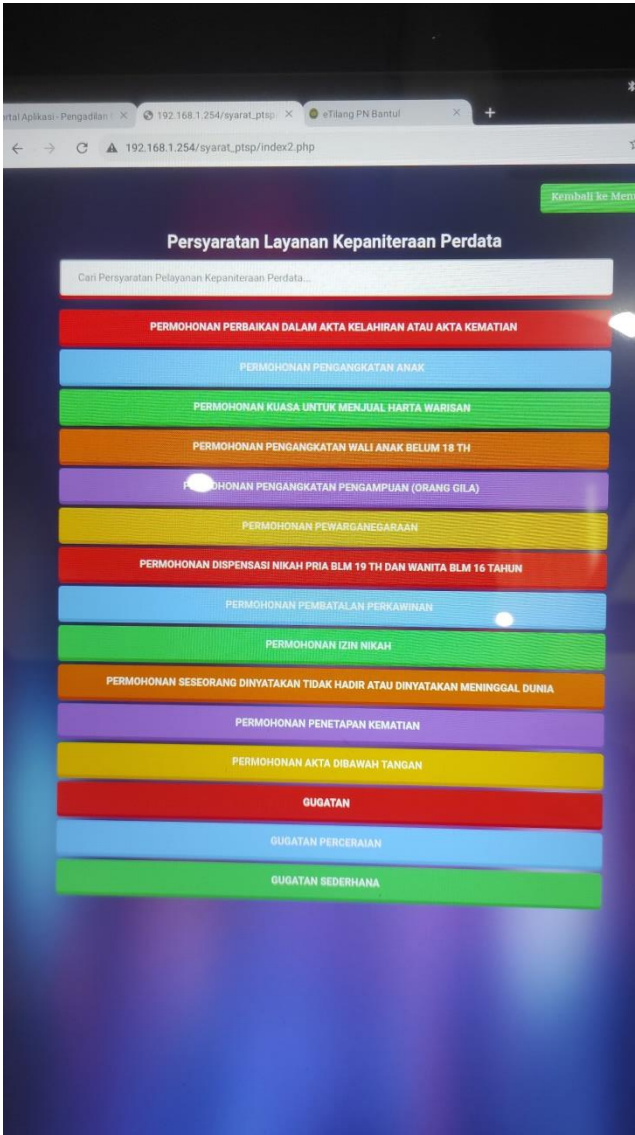 rtal Aplikasi - Pengadilan
192.168.1.254/syarat_ptsp
eTilang PN Bantul
192.168.1.254/syarat_ptsp/index2.php
Kembali ke Men
Persyaratan Layanan Kepaniteraan Perdata
Cari Persyaratan Pelayanan Kepaniteraan Perdata...
PERMOHONAN PERBAIKAN DALAM AKTA KELAHIRAN ATAU AKTA KEMATIAN
PERMOHONAN PENGANGKATAN ANAK
PERMOHONAN KUASA UNTUK MENJUAL HARTA WARISAN
PERMOHONAN PENGANGKATAN WALI ANAK BELUM 18 TH
PERMOHONAN PENGANGKATAN PENGAMPUAN (ORANG GILA)
PERMOHONAN PEWARGANEGARAAN
PERMOHONAN DISPENSASI NIKAH PRIA BLM 19 TH DAN WANITA BLM 16 TAHUN
PERMOHONAN PEMBATALAN PERKAWINAN
PERMOHONAN IZIN NIKAH
PERMOHONAN SESEORANG DINYATAKAN TIDAK HADIR ATAU DINYATAKAN MENINGGAL DUNIA
PERMOHONAN PENETAPAN KEMATIAN
PERMOHONAN AKTA DIBAWAH TANGAN
GUGATAN
GUGATAN PERCERAIAN
GUGATAN SEDERHANA